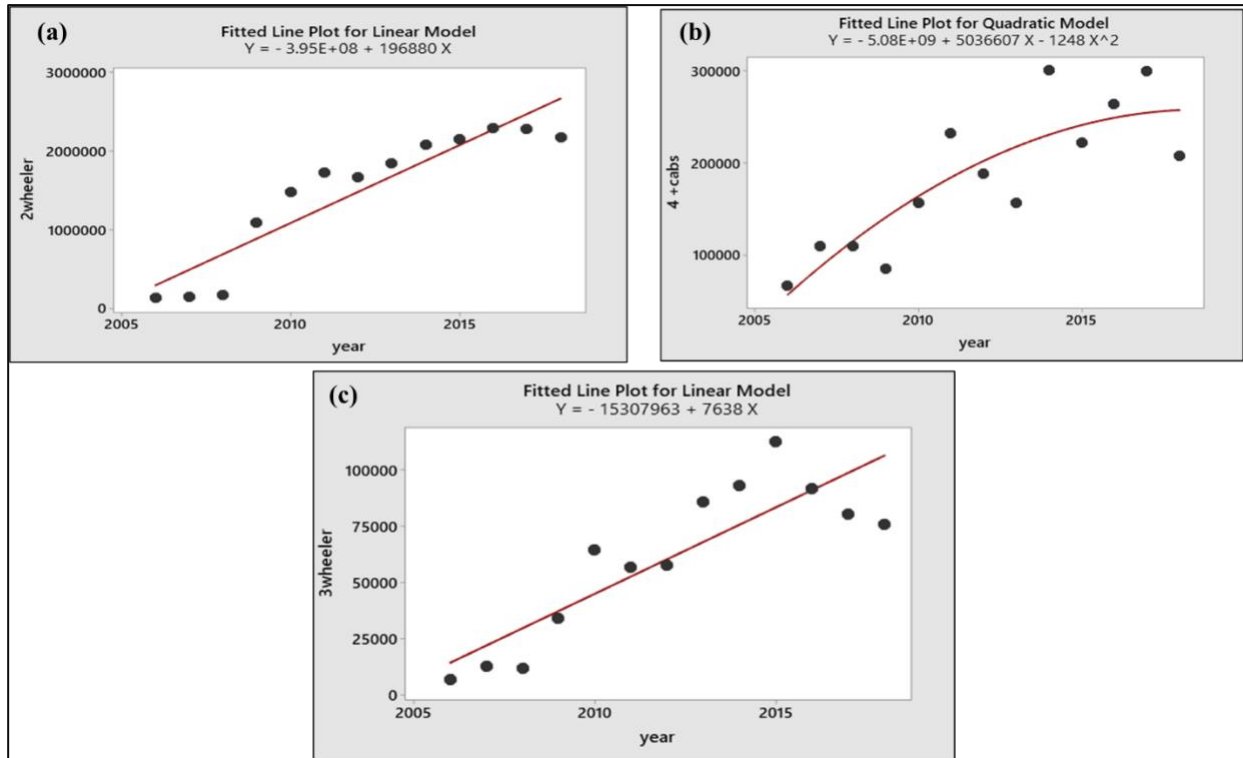 (a)
Fitted Line Plot for Linear Model
Y = - 3.95E+08 + 196880 X
3000000
2000000
1000000
0
2wheeler
2005
2010
2015
year
(b)
Fitted Line Plot for Quadratic Model
Y = - 5.08E+09 + 5036607 X - 1248 X^2
300000
200000
100000
4 +cabs
2005
2010
2015
year
(c)
Fitted Line Plot for Linear Model
Y = - 15307963 + 7638 X
100000
75000
50000
25000
0
3wheeler
2005
2010
2015
year